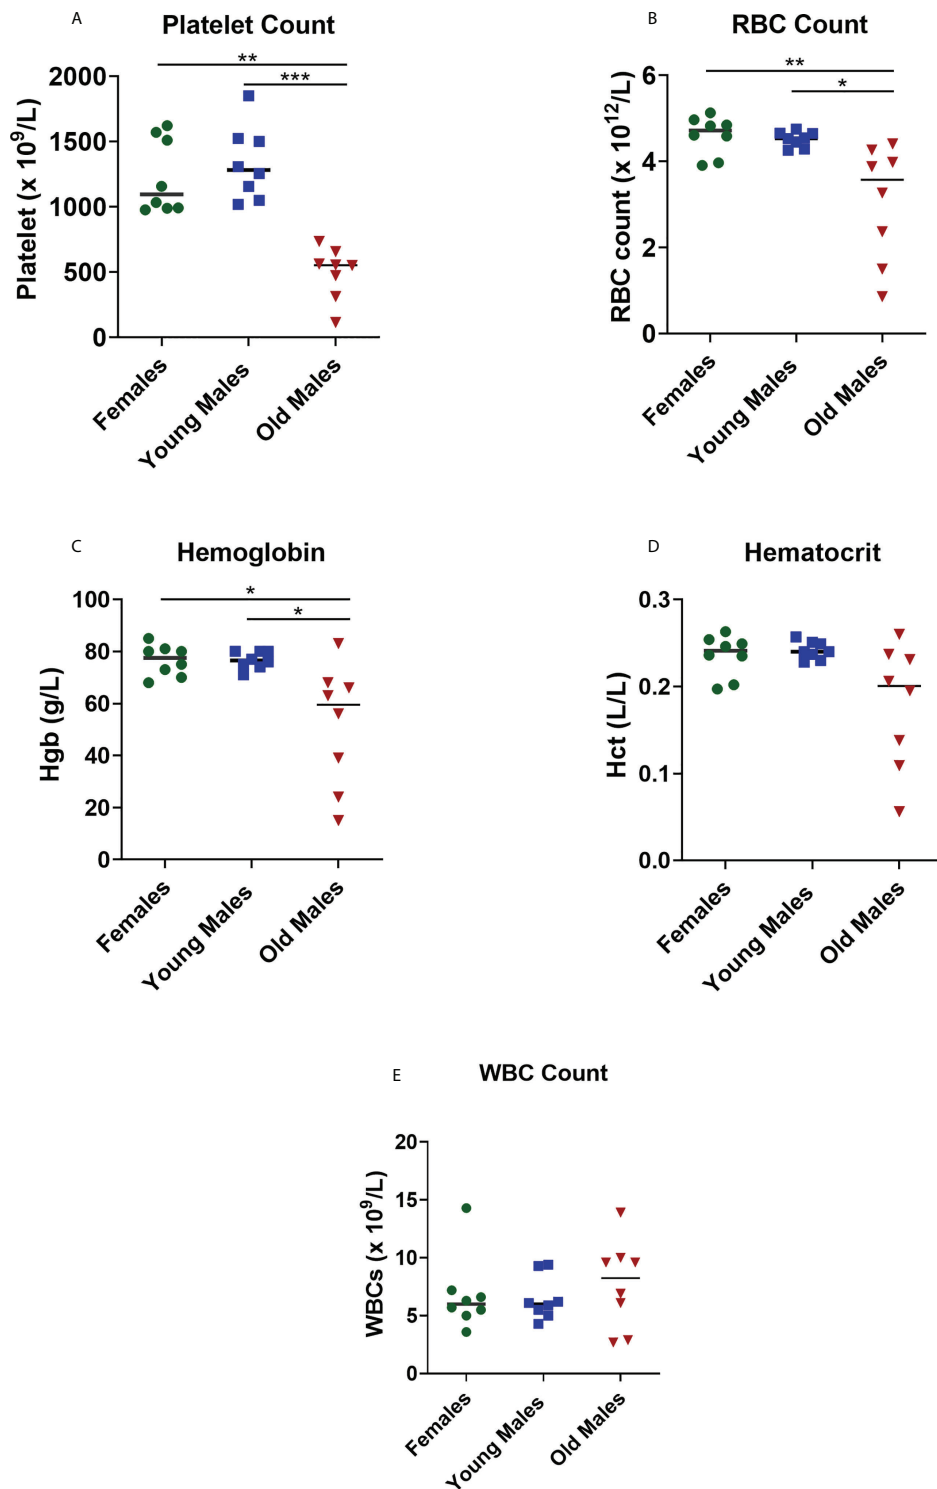 A
Platelet Count
**
***
Platelet (x 10⁹/L)
2000
1500
1000
500
0
Females
Young Males
Old Males
B
RBC Count
**
*
RBC count (x 10¹²/L)
6
4
2
0
Females
Young Males
Old Males
C
Hemoglobin
*
*
Hgb (g/L)
100
80
60
40
20
0
Females
Young Males
Old Males
D
Hematocrit
Hct (L/L)
0.3
0.2
0.1
0.0
Females
Young Males
Old Males
E
WBC Count
WBCs (x 10⁹/L)
20
15
10
5
0
Females
Young Males
Old Males